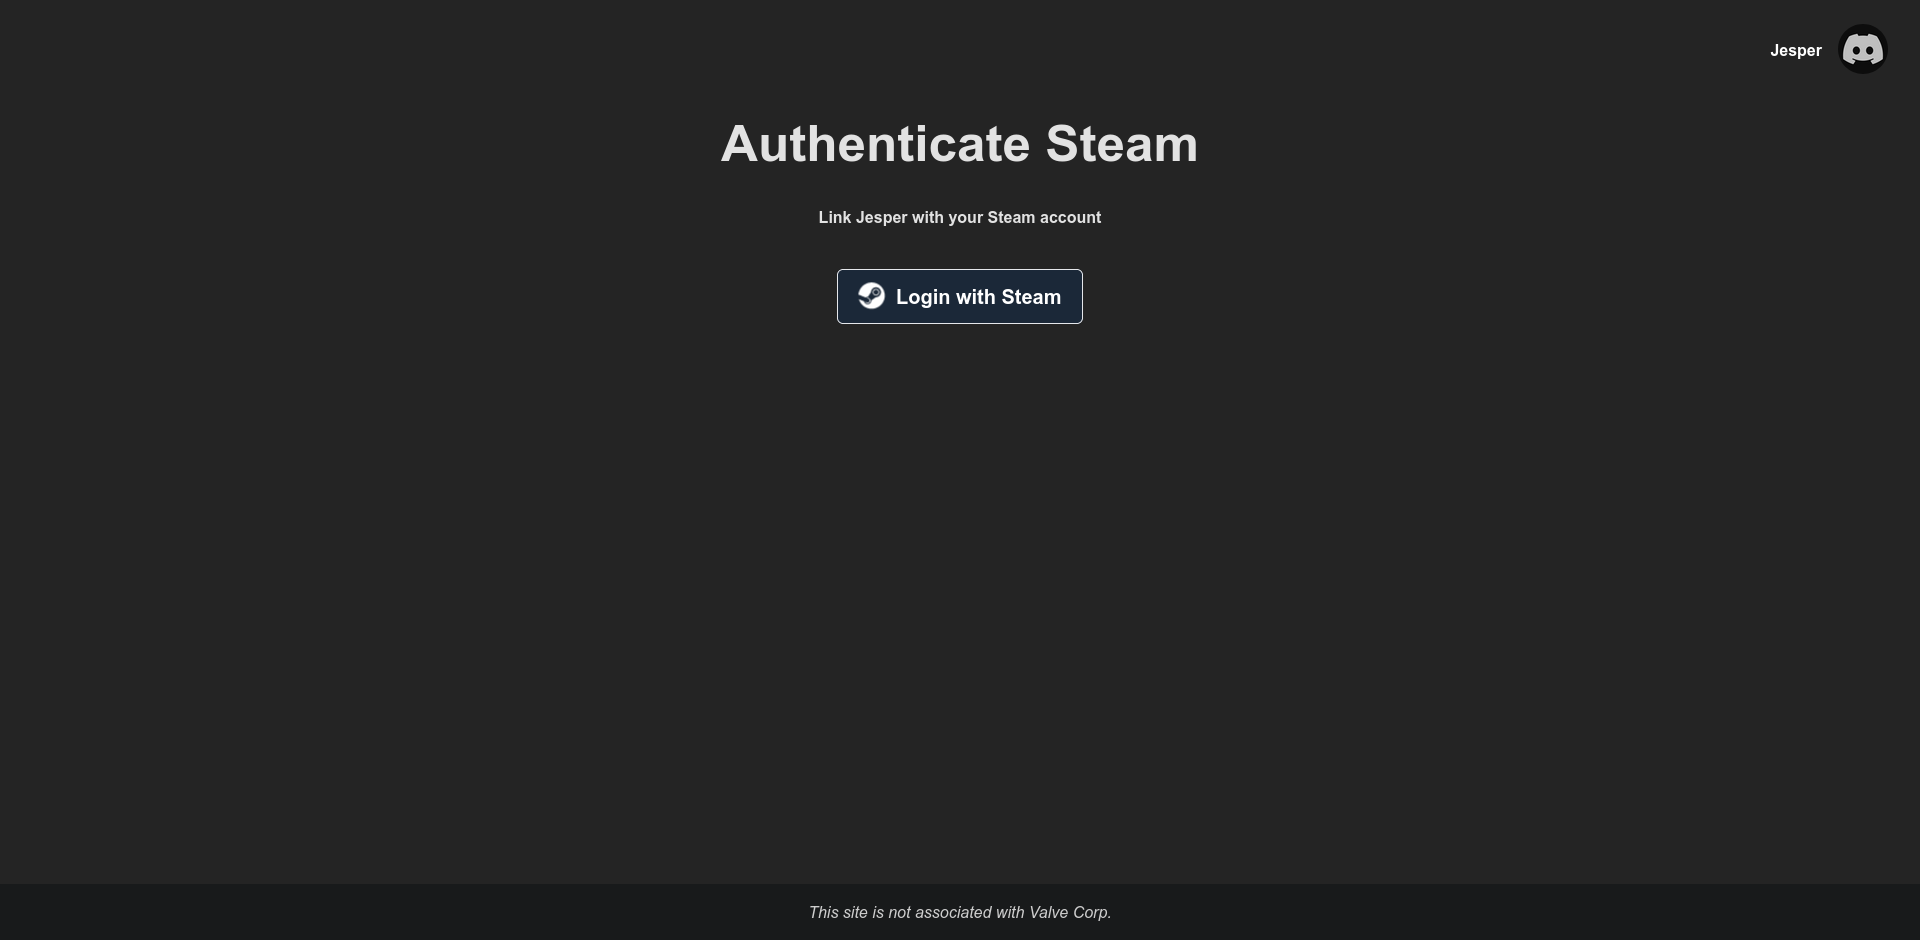 Jesper
Authenticate Steam
Link Jesper with your Steam account
Login with Steam
This site is not associated with Valve Corp.